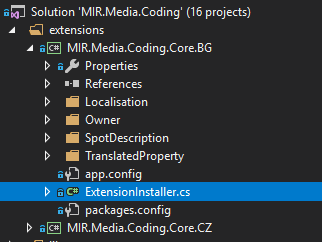 Solution 'MIR.Media.Coding' (16 projects)
extensions
C# MIR.Media.Coding.Core.BG
Properties
References
Localisation
Owner
SpotDescription
TranslatedProperty
app.config
C# ExtensionInstaller.cs
packages.config
C# MIR.Media.Coding.Core.CZ